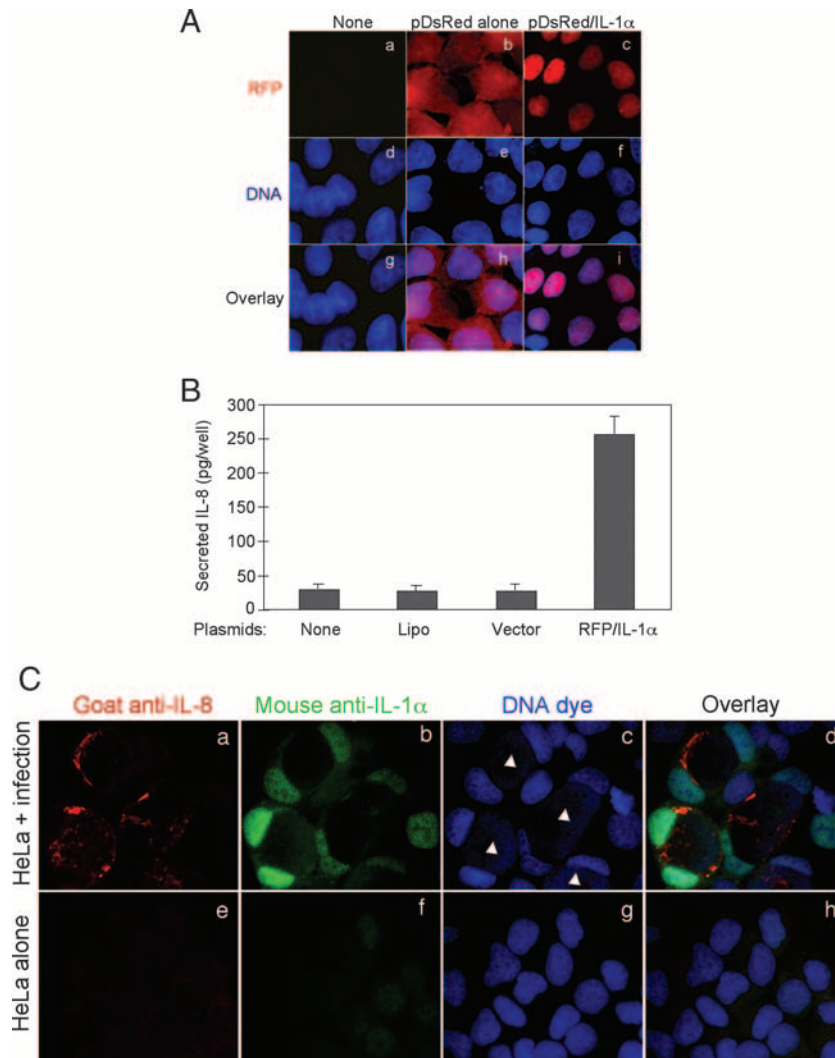 A
None pDsRed alone pDsRed/IL-1α
RFP a b c
DNA d e f
Overlay g h i
B
Secreted IL-8 (pg/well)
300
250
200
150
100
50
0
Plasmids: None Lipo Vector RFP/IL-1α
C
Goat anti-IL-8 Mouse anti-IL-1α DNA dye Overlay
HeLa + infection
a b c d
HeLa alone
e f g h